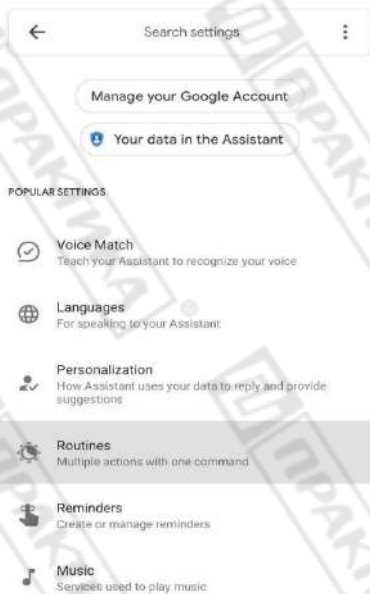 Search settings
Manage your Google Account
Your data in the Assistant
POPULAR SETTINGS
Voice Match
Teach your Assistant to recognize your voice
Languages
For speaking to your Assistant
Personalization
How Assistant uses your data to reply and provide
suggestions
Routines
Multiple actions with one command
Reminders
Create or manage reminders
Music
Services used to play music